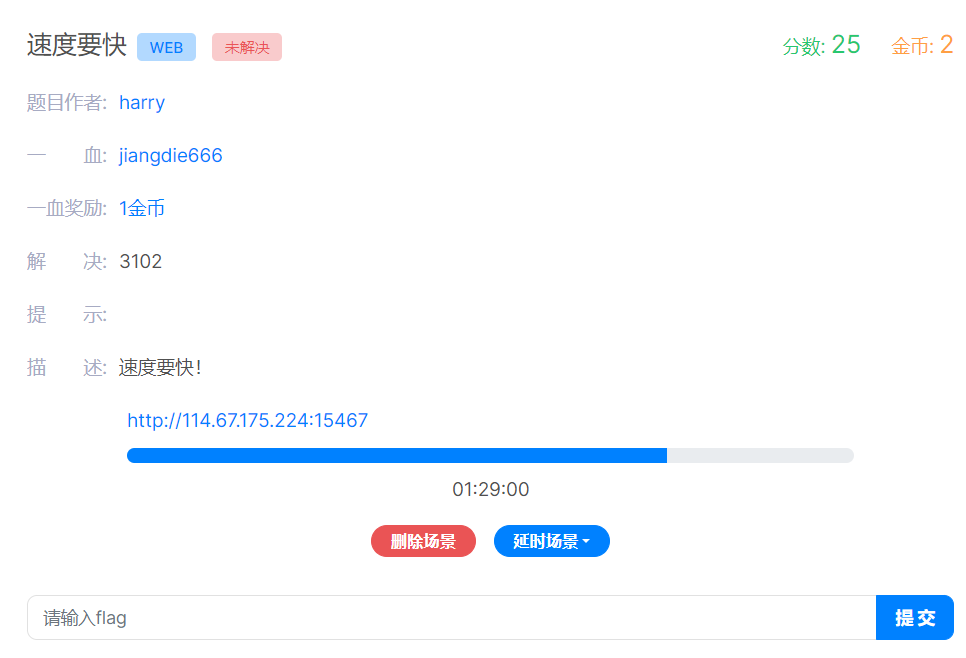 速度要快 WEB 未解决 分数: 25 金币: 2
题目作者: harry
一 血: jiangdie666
一血奖励: 1金币
解 决: 3102
提 示:
描 述: 速度要快！
http://114.67.175.224:15467
01:29:00
删除场景 延时场景
请输入flag 提交